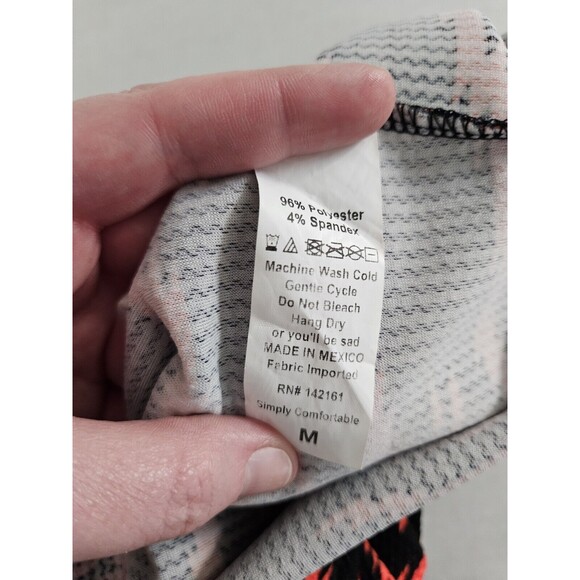 96% Polyester
4% Spandex
Machine Wash Cold
Gentle Cycle
Do Not Bleach
Hang Dry
or you'll be sad
MADE IN MEXICO
Fabric Imported
RN# 142161
Simply Comfortable
M